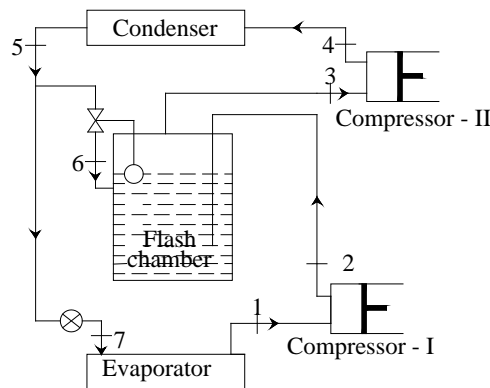 5
Condenser
4
3
Compressor - II
6
Flash
chamber
2
1
7
Compressor - I
Evaporator